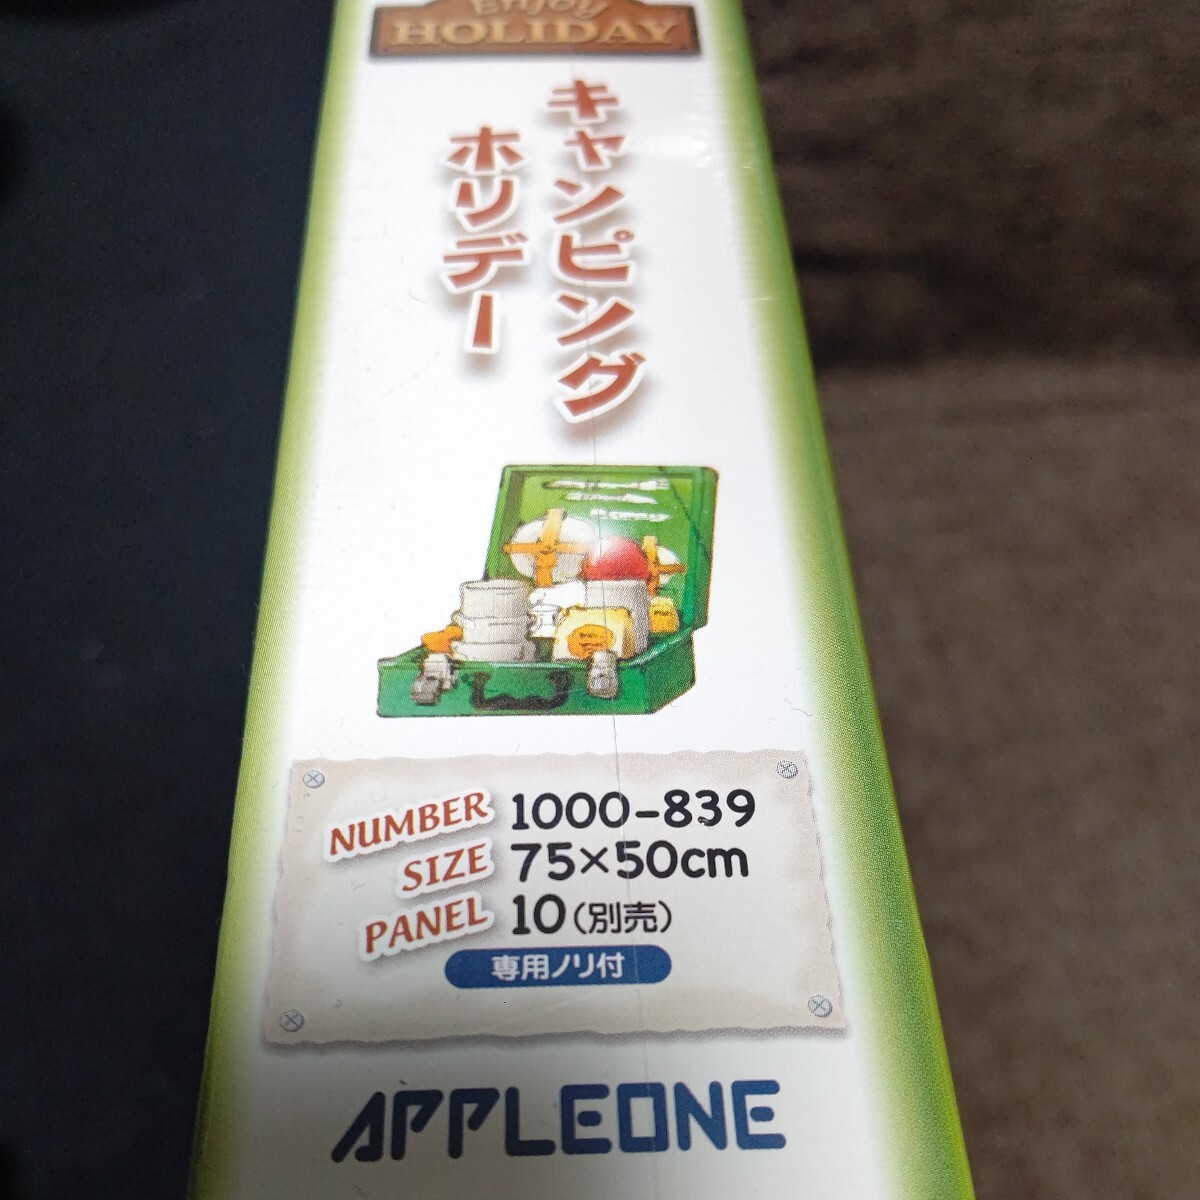 Enjoy
HOLIDAY
キャンピング
ホリデー
NUMBER 1000-839
SIZE 75×50cm
PANEL 10(別売)
専用ノリ付
APPLEONE